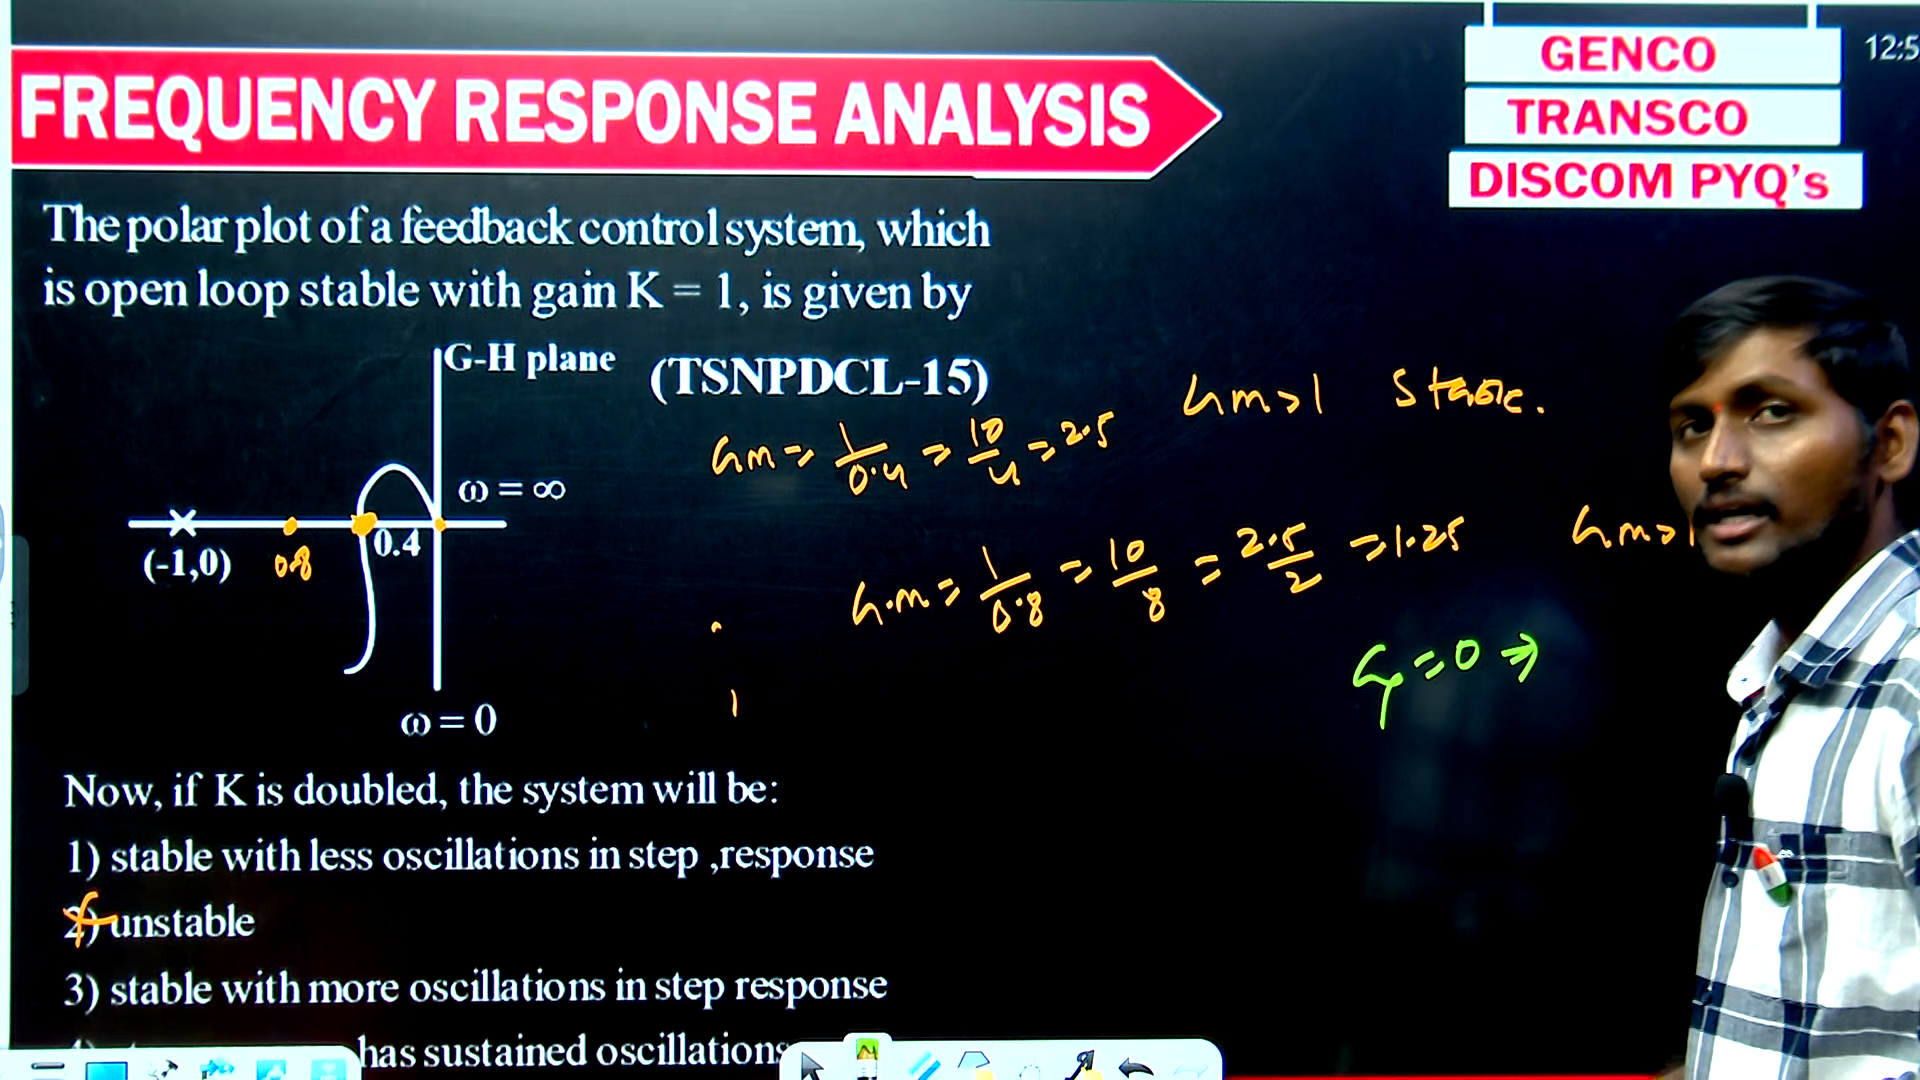 FREQUENCY RESPONSE ANALYSIS
GENCO
TRANSCO
DISCOM PYQ's
12:5
The polar plot of a feedback control system, which
is open loop stable with gain K = 1, is given by
G-H plane
(TSNPDCL-15)
ω = ∞
(-1,0)
0.8
0.4
ω = 0
Gm = 1/0.4 = 10/4 = 2.5
Gm > 1 Stable.
G.m = 1/0.8 = 10/8 = 2.5/2 = 1.25
G.m >
= 0 ⇒
Now, if K is doubled, the system will be:
1) stable with less oscillations in step ,response
2) unstable
3) stable with more oscillations in step response
has sustained oscillations